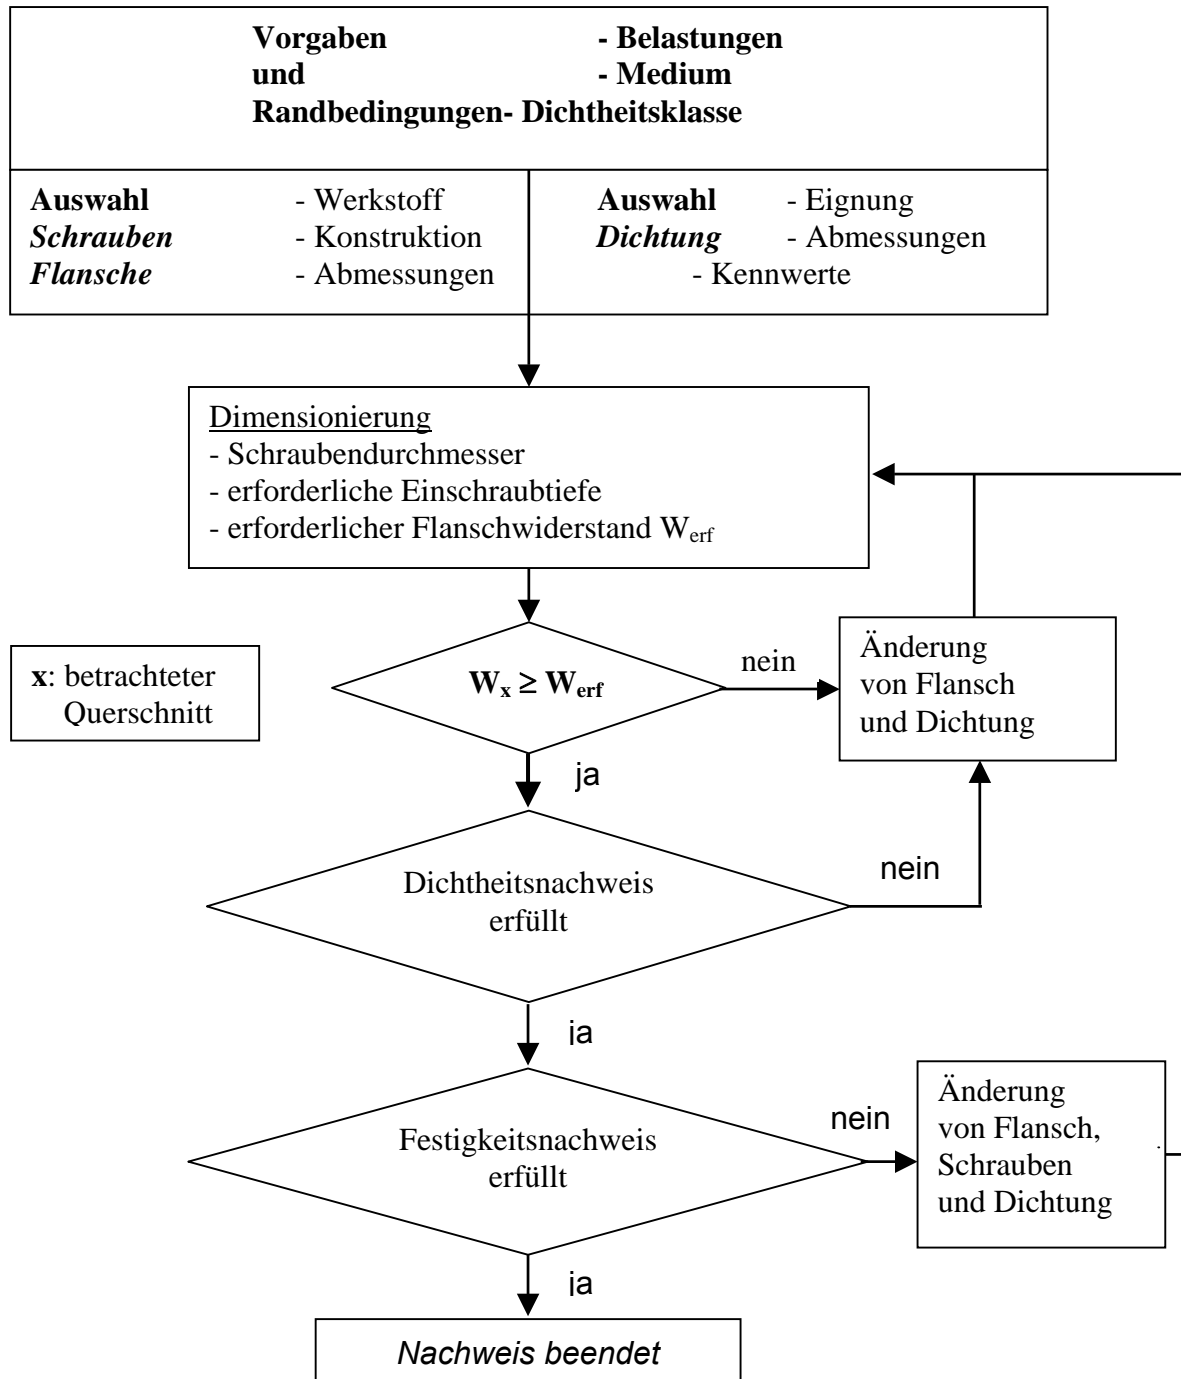 Vorgaben - Belastungen
und - Medium
Randbedingungen- Dichtheitsklasse
Auswahl - Werkstoff
Schrauben - Konstruktion
Flansche - Abmessungen
Auswahl - Eignung
Dichtung - Abmessungen
- Kennwerte
Dimensionierung
- Schraubendurchmesser
- erforderliche Einschraubtiefe
- erforderlicher Flanschwiderstand Werf
x: betrachteter
Querschnitt
Wx ≥ Werf
nein
Änderung
von Flansch
und Dichtung
ja
Dichtheitsnachweis
erfüllt
nein
ja
Festigkeitsnachweis
erfüllt
nein
Änderung
von Flansch,
Schrauben
und Dichtung
ja
Nachweis beendet